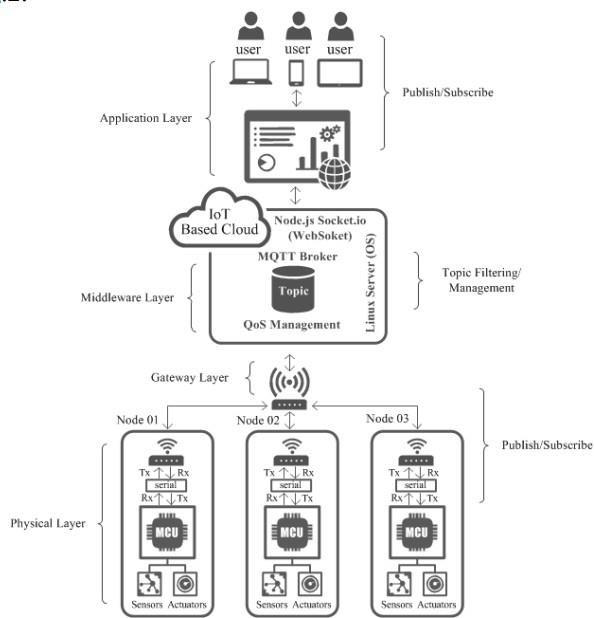 user user user
Publish/Subscribe
Application Layer
IoT
Based Cloud
Node.js Socket.io
(WebSoket)
MQTT Broker
Topic
QoS Management
Linux Server (OS)
Middleware Layer
Topic Filtering/
Management
Gateway Layer
Node 01 Node 02 Node 03
Publish/Subscribe
Tx Rx Tx Rx Tx Rx
serial serial serial
Rx Tx Rx Tx Rx Tx
MCU MCU MCU
Physical Layer
Sensors Actuators Sensors Actuators Sensors Actuators